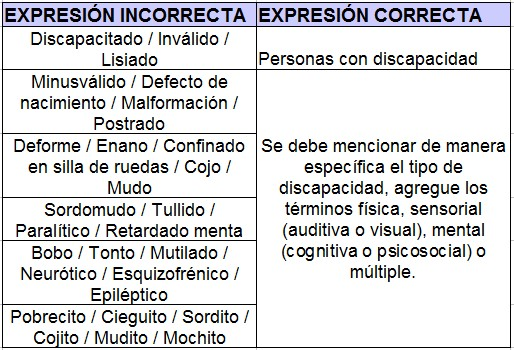 EXPRESIÓN INCORRECTA
EXPRESIÓN CORRECTA
Discapacitado / Inválido /
Lisiado
Personas con discapacidad
Minusválido / Defecto de
nacimiento / Malformación /
Postrado
Deforme / Enano / Confinado
en silla de ruedas / Cojo /
Mudo
Sordomudo / Tullido /
Paralítico / Retardado menta
Bobo / Tonto / Mutilado /
Neurótico / Esquizofrénico /
Epiléptico
Pobrecito / Cieguito / Sordito /
Cojito / Mudito / Mochito
Se debe mencionar de manera
específica el tipo de
discapacidad, agregue los
términos física, sensorial
(auditiva o visual), mental
(cognitiva o psicosocial) o
múltiple.